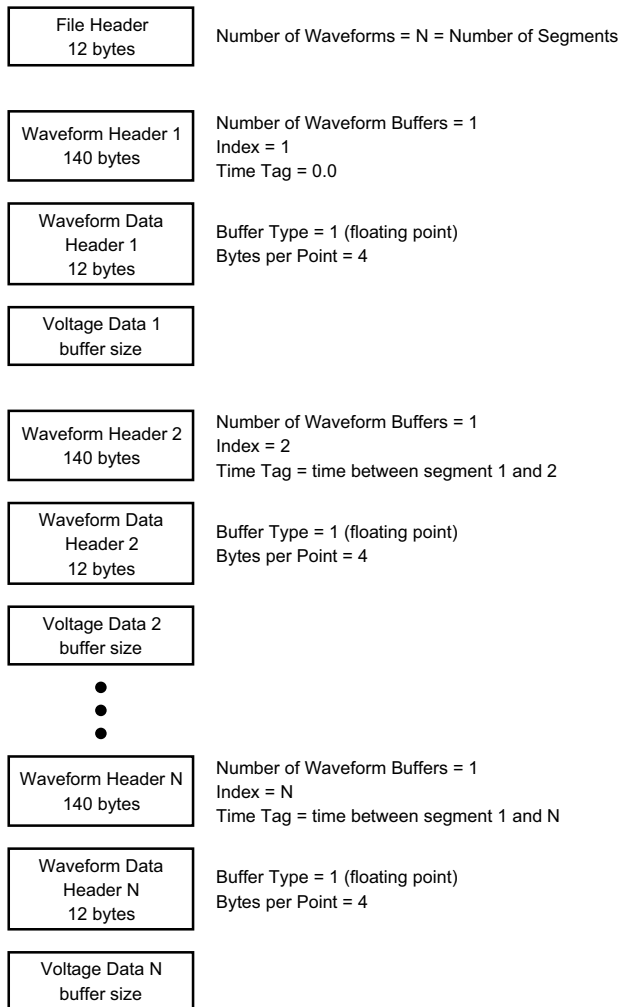 File Header
12 bytes
Number of Waveforms = N = Number of Segments
Waveform Header 1
140 bytes
Number of Waveform Buffers = 1
Index = 1
Time Tag = 0.0
Waveform Data
Header 1
12 bytes
Buffer Type = 1 (floating point)
Bytes per Point = 4
Voltage Data 1
buffer size
Waveform Header 2
140 bytes
Number of Waveform Buffers = 1
Index = 2
Time Tag = time between segment 1 and 2
Waveform Data
Header 2
12 bytes
Buffer Type = 1 (floating point)
Bytes per Point = 4
Voltage Data 2
buffer size
Waveform Header N
140 bytes
Number of Waveform Buffers = 1
Index = N
Time Tag = time between segment 1 and N
Waveform Data
Header N
12 bytes
Buffer Type = 1 (floating point)
Bytes per Point = 4
Voltage Data N
buffer size